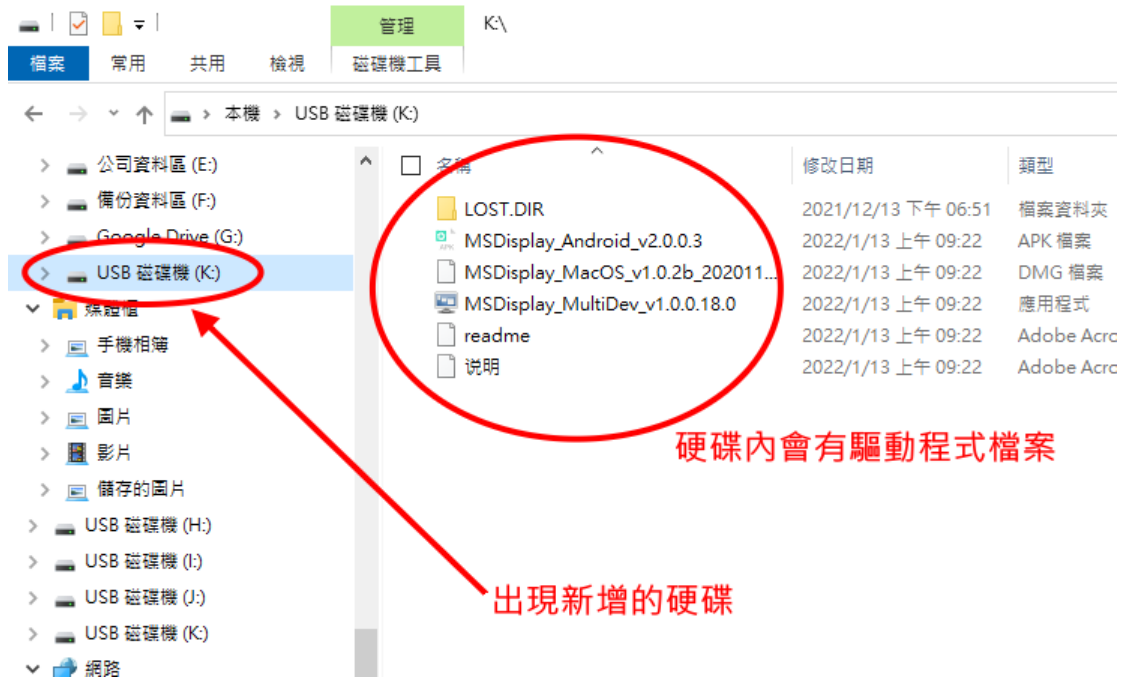 管理
K:\
檔案
常用
共用
檢視
磁碟機工具
本機 > USB 磁碟機 (K:)
公司資料區 (E:)
備份資料區 (F:)
Google Drive (G:)
USB 磁碟機 (K:)
媒體櫃
手機相簿
音樂
圖片
影片
儲存的圖片
USB 磁碟機 (H:)
USB 磁碟機 (I:)
USB 磁碟機 (J:)
USB 磁碟機 (K:)
網路
名稱 修改日期 類型
LOST.DIR 2021/12/13 下午 06:51 檔案資料夾
MSDisplay_Android_v2.0.0.3 2022/1/13 上午 09:22 APK 檔案
MSDisplay_MacOS_v1.0.2b_202011... 2022/1/13 上午 09:22 DMG 檔案
MSDisplay_MultiDev_v1.0.0.18.0 2022/1/13 上午 09:22 應用程式
readme 2022/1/13 上午 09:22 Adobe Acro
说明 2022/1/13 上午 09:22 Adobe Acro
硬碟內會有驅動程式檔案
出現新增的硬碟